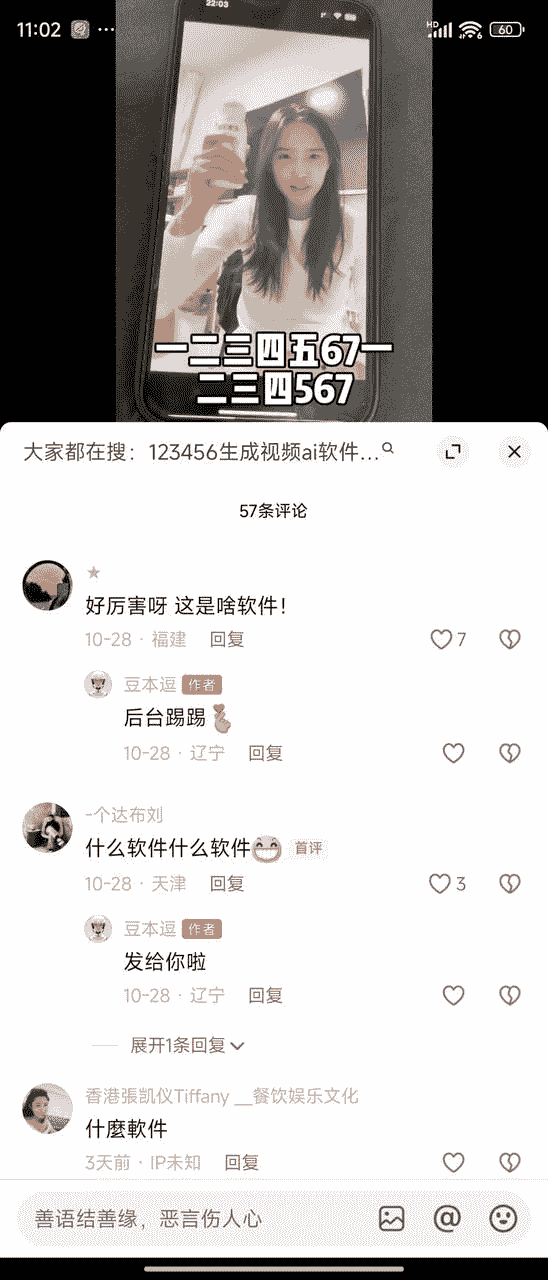 11:02
HD
6
60
22:03
一二三四五67一
二三四567
大家都在搜：123456生成视频ai软件...
57条评论
好厉害呀 这是啥软件！
10-28 · 福建 回复
7
豆本逗 作者
后台踢踢
10-28 · 辽宁 回复
-个达布刘
什么软件什么软件 首评
10-28 · 天津 回复
3
豆本逗 作者
发给你啦
10-28 · 辽宁 回复
展开1条回复
香港張凱仪Tiffany __餐饮娱乐文化
什麼軟件
3天前 · IP未知 回复
善语结善缘，恶言伤人心